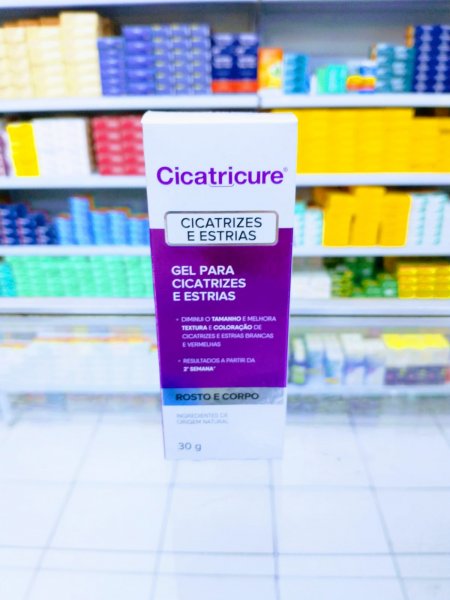 Cicatricure®
CICATRIZES
E ESTRIAS
GEL PARA
CICATRIZES
E ESTRIAS
• DIMINUI O TAMANHO E MELHORA
TEXTURA E COLORAÇÃO DE
CICATRIZES E ESTRIAS BRANCAS
E VERMELHAS
• RESULTADOS A PARTIR DA
2ª SEMANA*
ROSTO E CORPO
INGREDIENTES DE
ORIGEM NATURAL
30 g